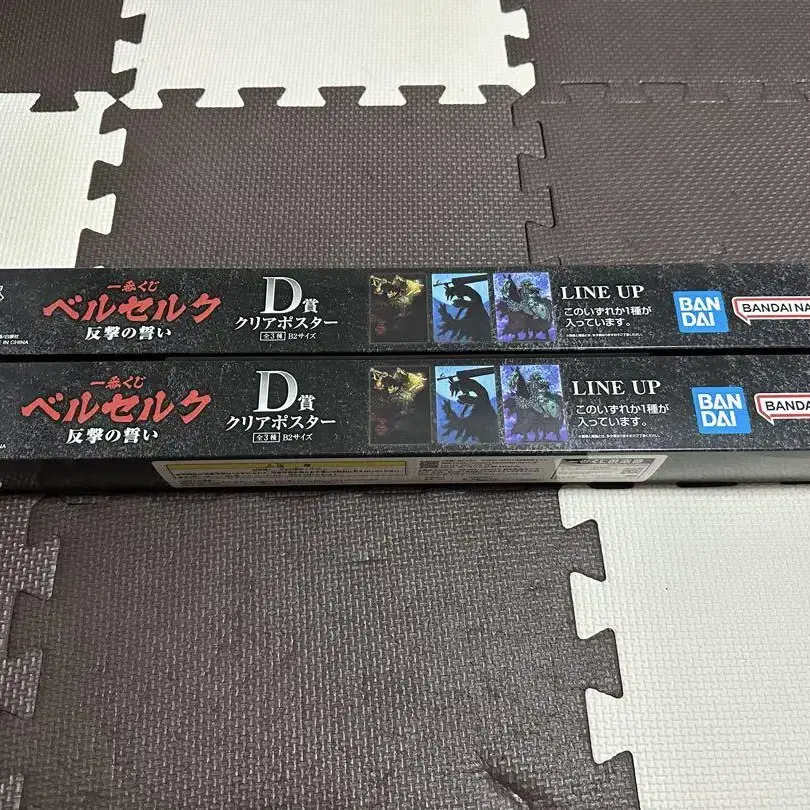 一番くじ
ベルセルク
反撃の誓い
D賞
クリアポスター
全3種 B2サイズ
LINE UP
このいずれか1種が
入っています。
BAN
DAI
BANDAI NA
一番くじ
ベルセルク
反撃の誓い
D賞
クリアポスター
全3種 B2サイズ
LINE UP
このいずれか1種が
入っています。
BAN
DAI
BANDAI